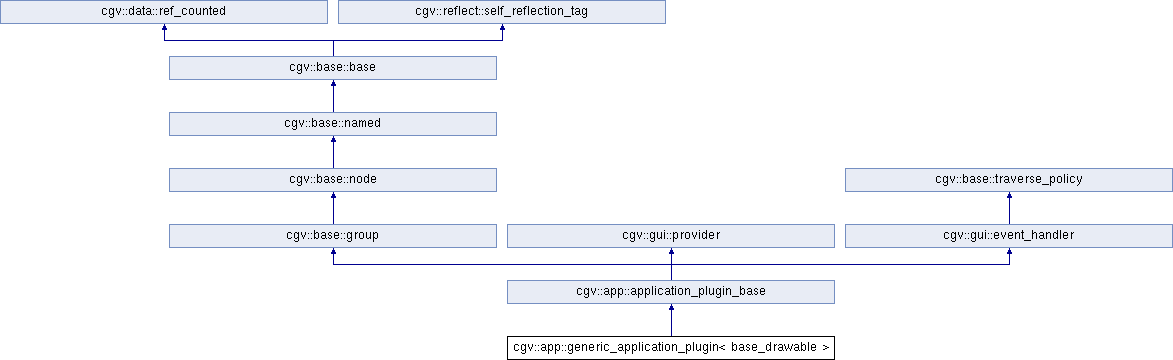 cgv::data::ref_counted
cgv::reflect::self_reflection_tag
cgv::base::base
cgv::base::named
cgv::base::node
cgv::base::traverse_policy
cgv::base::group
cgv::gui::provider
cgv::gui::event_handler
cgv::app::application_plugin_base
cgv::app::generic_application_plugin< base_drawable >